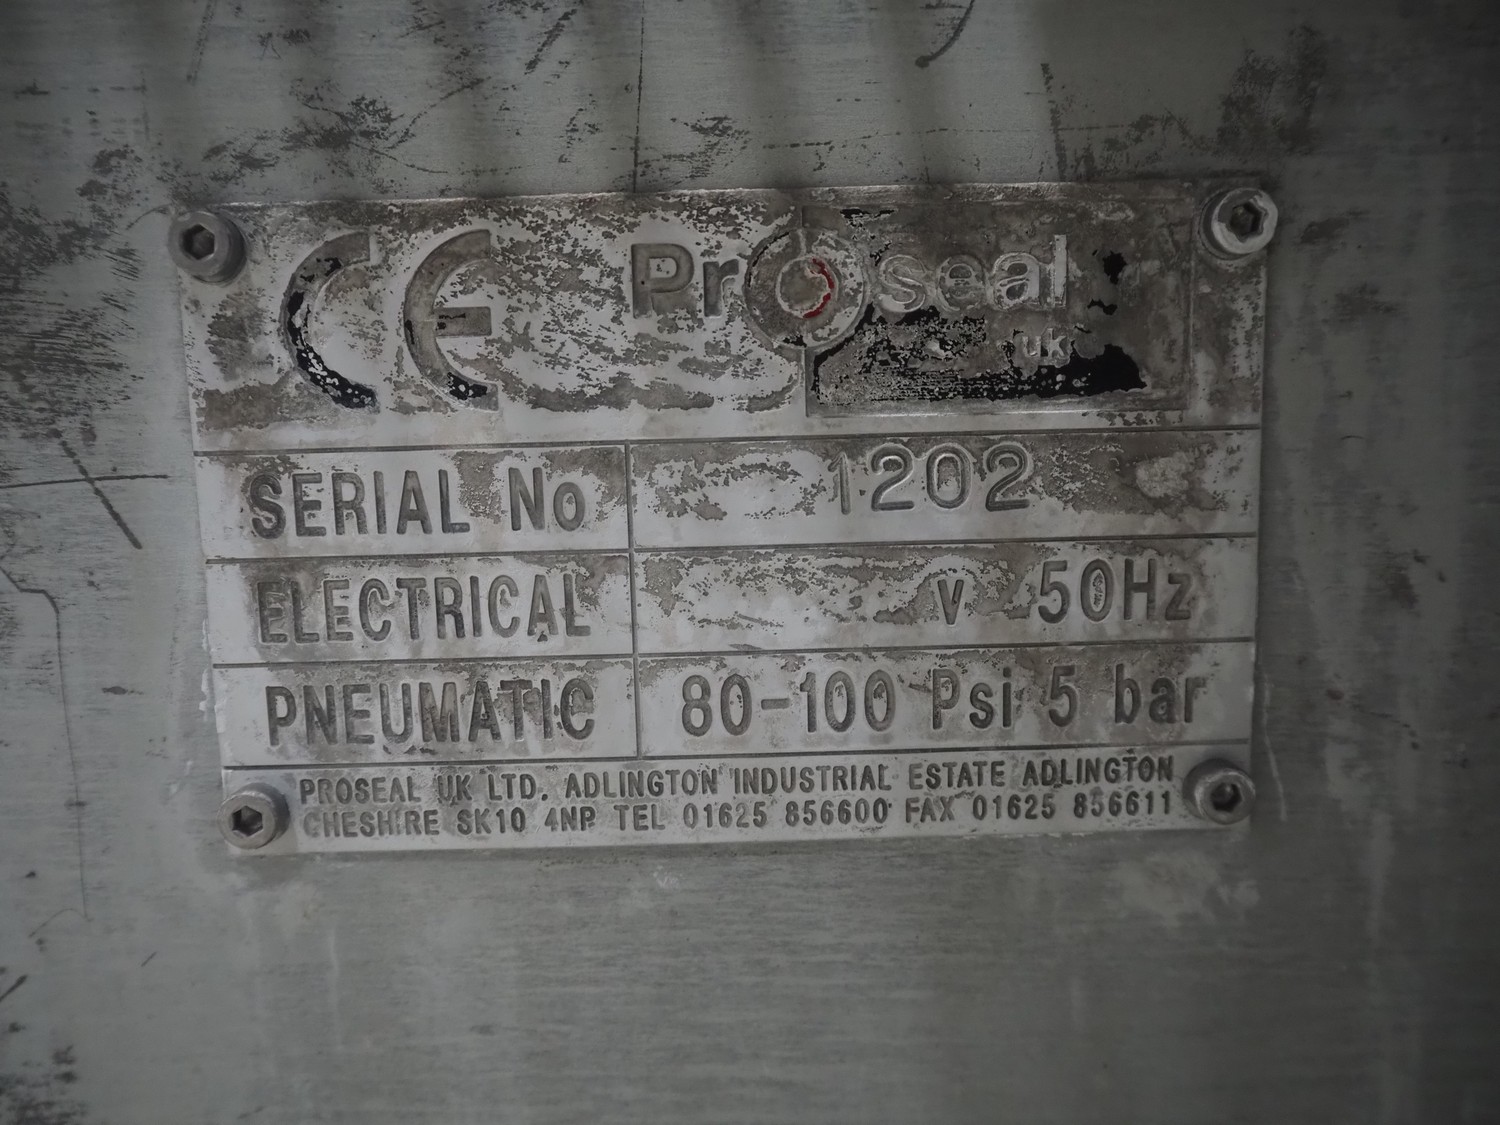 CE Proseal
uk
SERIAL No 1202
ELECTRICAL v 50Hz
PNEUMATIC 80-100 Psi 5 bar
PROSEAL UK LTD. ADLINGTON INDUSTRIAL ESTATE ADLINGTON
CHESHIRE SK10 4NP TEL 01625 856600 FAX 01625 856611